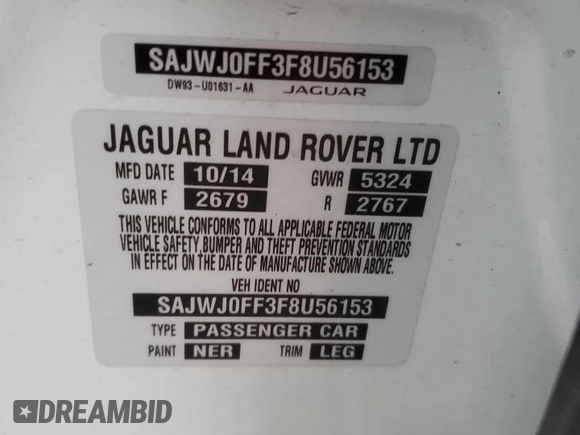 SAJWJ0FF3F8U56153
DW93-U01631-AA JAGUAR
JAGUAR LAND ROVER LTD
MFD DATE 10/14 GVWR 5324
GAWR F 2679 R 2767
THIS VEHICLE CONFORMS TO ALL APPLICABLE FEDERAL MOTOR
VEHICLE SAFETY,BUMPER AND THEFT PREVENTION STANDARDS
IN EFFECT ON THE DATE OF MANUFACTURE SHOWN ABOVE.
VEH IDENT NO
SAJWJ0FF3F8U56153
TYPE PASSENGER CAR
PAINT NER TRIM LEG
DREAMBID